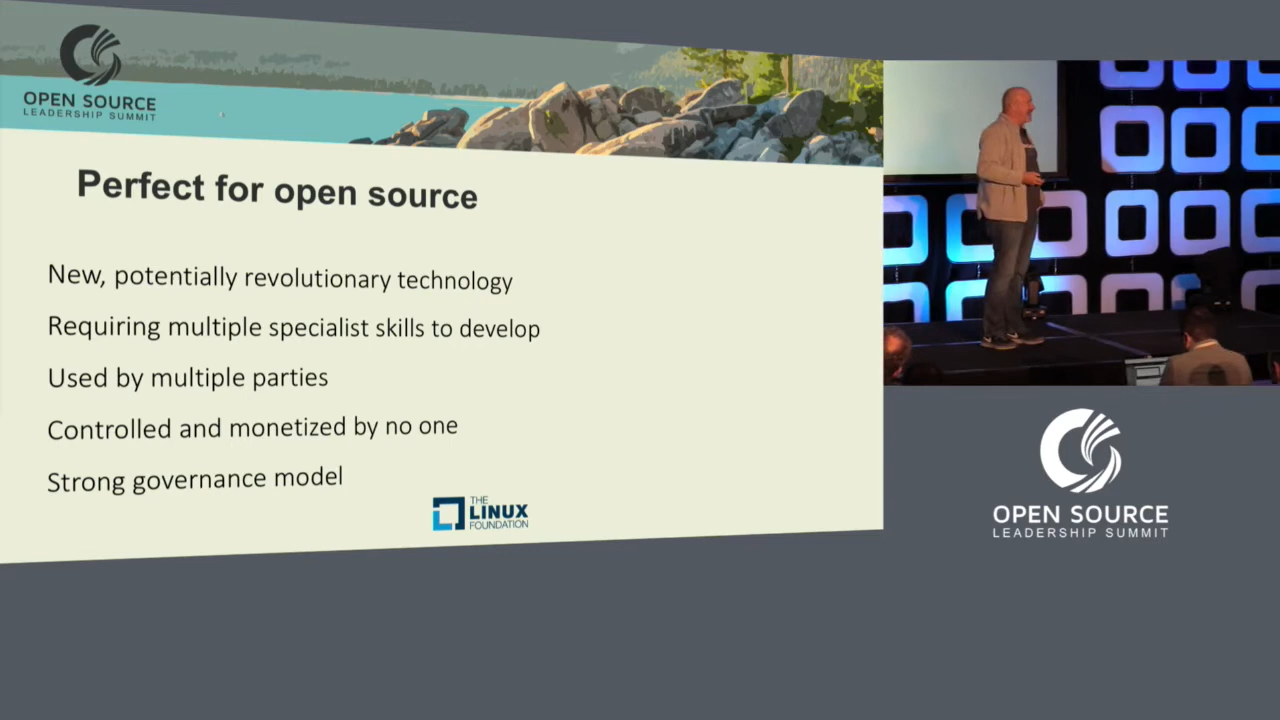 OPEN SOURCE
LEADERSHIP SUMMIT
Perfect for open source
New, potentially revolutionary technology
Requiring multiple specialist skills to develop
Used by multiple parties
Controlled and monetized by no one
Strong governance model
THE
LINUX
FOUNDATION
OPEN SOURCE
LEADERSHIP SUMMIT